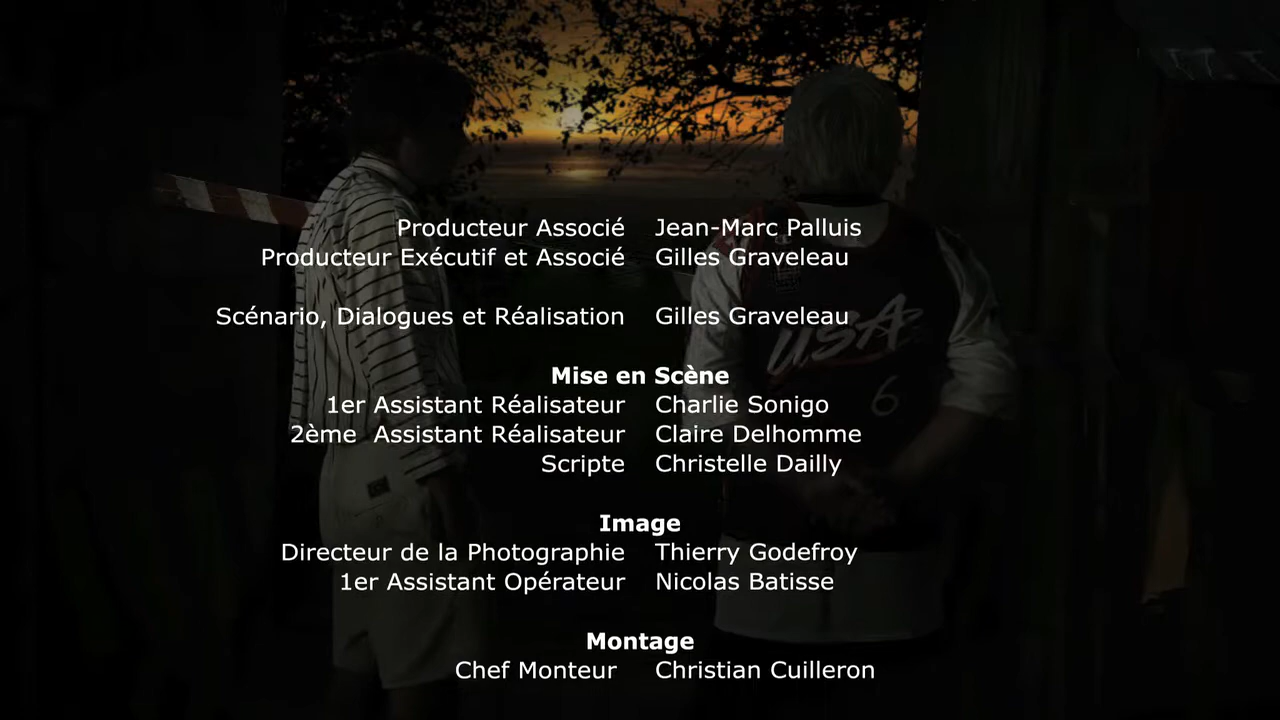 Producteur Associé Jean-Marc Palluis
Producteur Exécutif et Associé Gilles Graveleau
Scénario, Dialogues et Réalisation Gilles Graveleau
USA
6
Mise en Scène
1er Assistant Réalisateur Charlie Sonigo
2ème Assistant Réalisateur Claire Delhomme
Scripte Christelle Dailly
Image
Directeur de la Photographie Thierry Godefroy
1er Assistant Opérateur Nicolas Batisse
Montage
Chef Monteur Christian Cuilleron